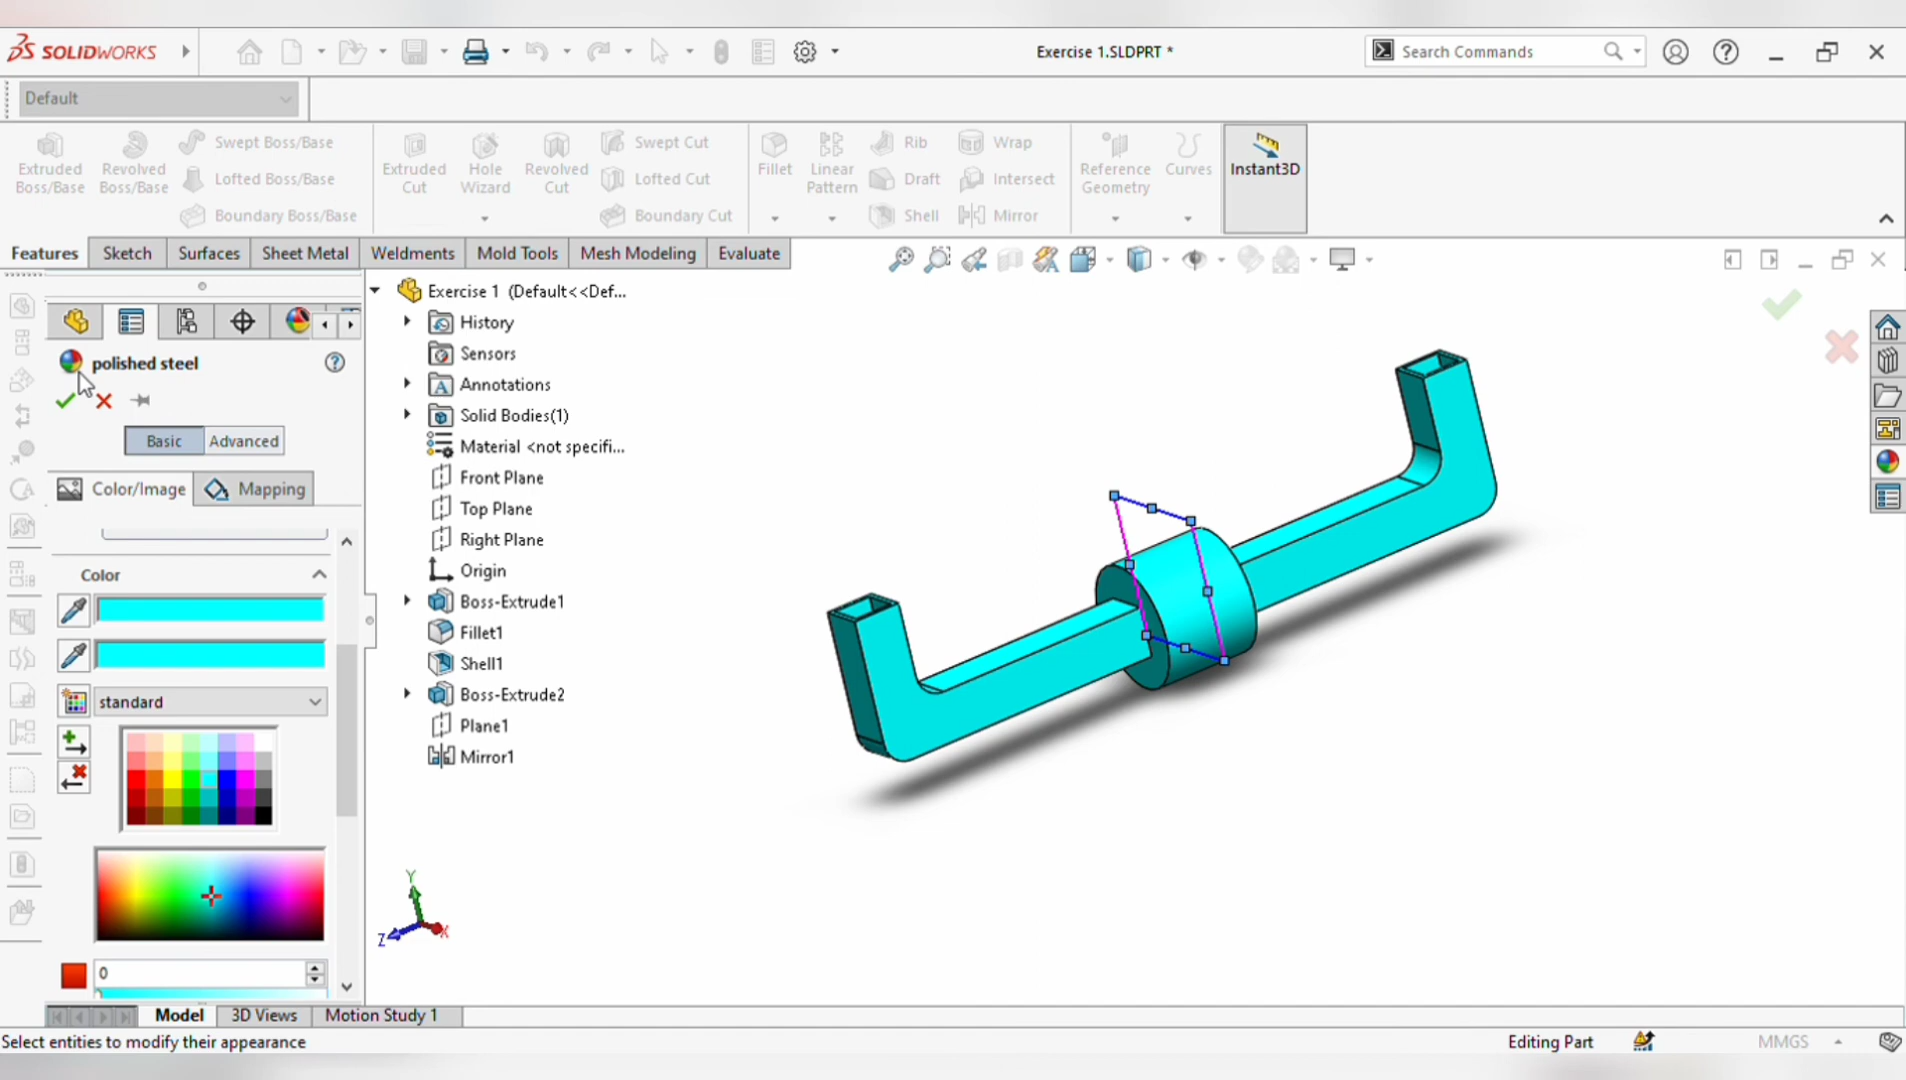 SOLIDWORKS
Exercise 1.SLDPRT *
Search Commands
Default
Extruded Boss/Base
Revolved Boss/Base
Swept Boss/Base
Lofted Boss/Base
Boundary Boss/Base
Extruded Cut
Hole Wizard
Revolved Cut
Swept Cut
Lofted Cut
Boundary Cut
Fillet
Linear Pattern
Rib
Draft
Shell
Wrap
Intersect
Mirror
Reference Geometry
Curves
Instant3D
Features
Sketch
Surfaces
Sheet Metal
Weldments
Mold Tools
Mesh Modeling
Evaluate
polished steel
Basic
Advanced
Color/Image
Mapping
Color
standard
0
Exercise 1 (Default<<Def...
History
Sensors
Annotations
Solid Bodies(1)
Material <not specifi...
Front Plane
Top Plane
Right Plane
Origin
Boss-Extrude1
Fillet1
Shell1
Boss-Extrude2
Plane1
Mirror1
Y
Z
X
Model
3D Views
Motion Study 1
Select entities to modify their appearance
Editing Part
MMGS